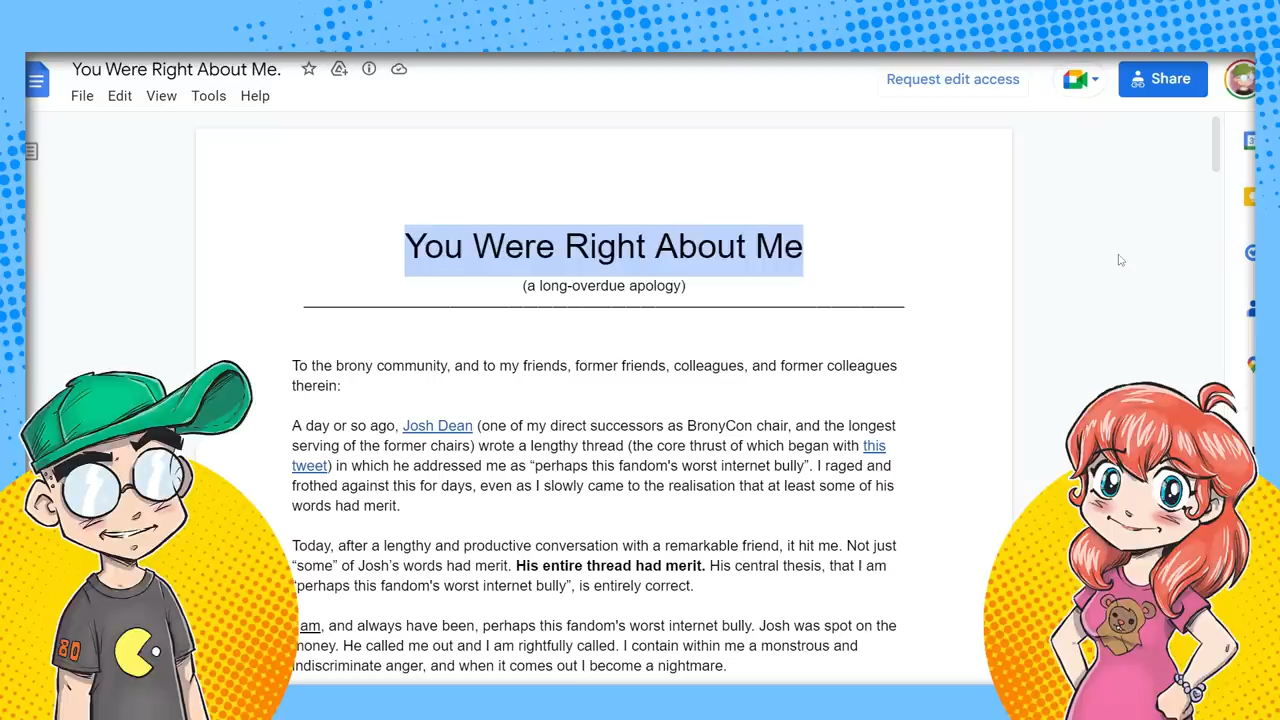 You Were Right About Me.
File Edit View Tools Help
Request edit access
Share
You Were Right About Me
(a long-overdue apology)
To the brony community, and to my friends, former friends, colleagues, and former colleagues
therein:
A day or so ago, Josh Dean (one of my direct successors as BronyCon chair, and the longest
serving of the former chairs) wrote a lengthy thread (the core thrust of which began with this
tweet) in which he addressed me as “perhaps this fandom's worst internet bully”. I raged and
frothed against this for days, even as I slowly came to the realisation that at least some of his
words had merit.
Today, after a lengthy and productive conversation with a remarkable friend, it hit me. Not just
“some” of Josh's words had merit. His entire thread had merit. His central thesis, that I am
“perhaps this fandom's worst internet bully”, is entirely correct.
am, and always have been, perhaps this fandom's worst internet bully. Josh was spot on the
money. He called me out and I am rightfully called. I contain within me a monstrous and
indiscriminate anger, and when it comes out I become a nightmare.
80